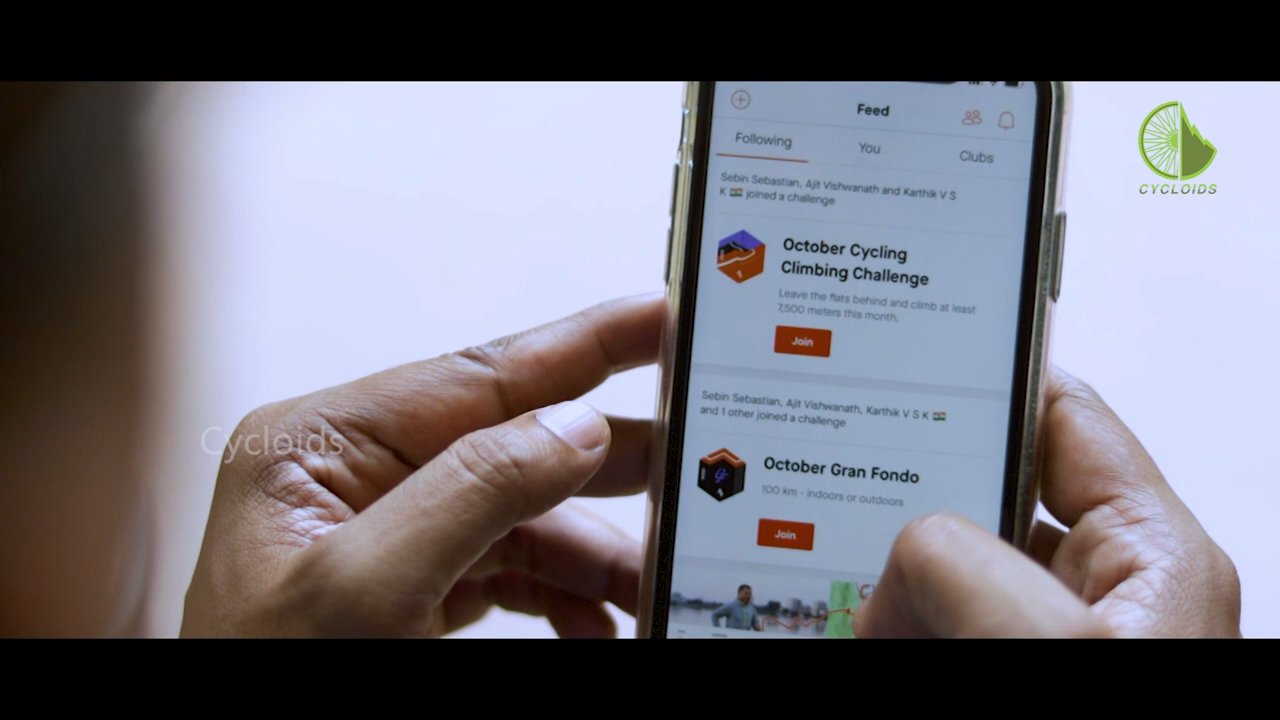 Feed
Following
You
Clubs
Sebin Sebastian, Ajit Vishwanath and Karthik V S
K 🇮🇳 joined a challenge
October Cycling
Climbing Challenge
Leave the flats behind and climb at least
7,500 meters this month.
Join
Sebin Sebastian, Ajit Vishwanath, Karthik V S K 🇮🇳
and 1 other joined a challenge
October Gran Fondo
100 km - indoors or outdoors
Join
CYCLOIDS
Cycloids